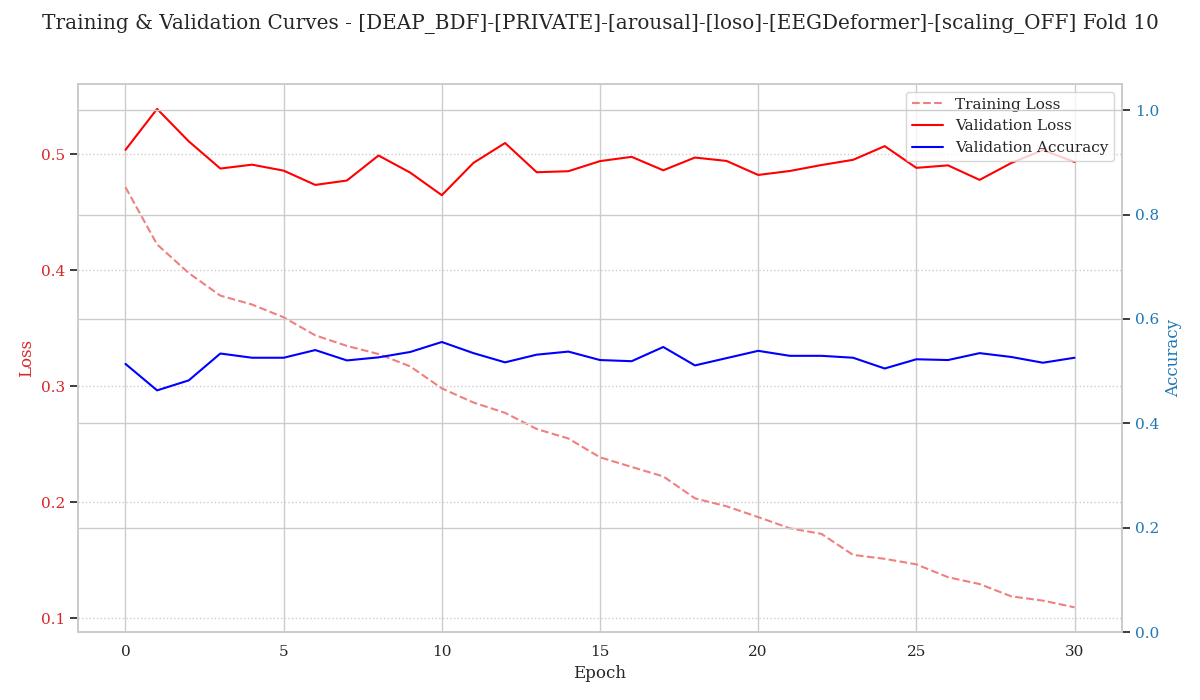 Training & Validation Curves - [DEAP_BDF]-[PRIVATE]-[arousal]-[loso]-[EEGDeformer]-[scaling_OFF] Fold 10
Training Loss
Validation Loss
Validation Accuracy
Loss
0.5
0.4
0.3
0.2
0.1
1.0
0.8
0.6
0.4
0.2
0.0
Accuracy
0 5 10 15 20 25 30
Epoch